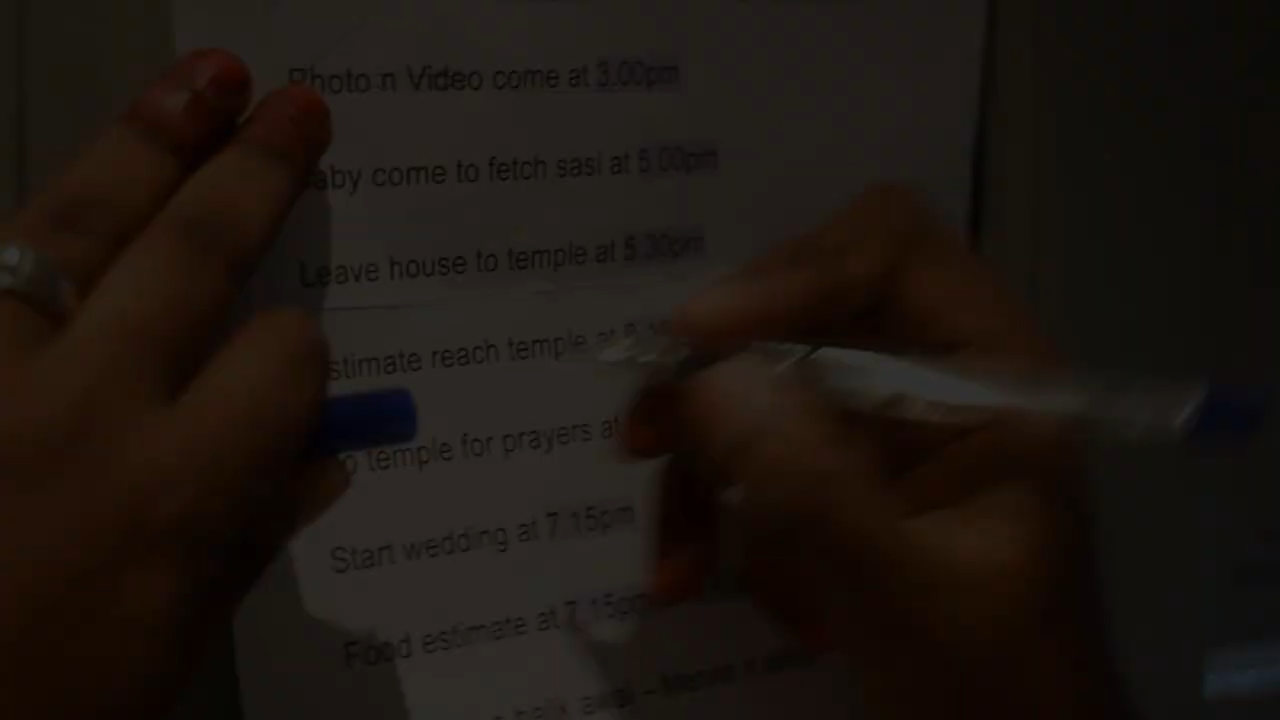 Photo n Video come at 3.00pm
aby come to fetch sasi at 5.00pm
Leave house to temple at 5.30pm
stimate reach temple at
o temple for prayers at
Start wedding at 7.15pm
Food estimate at 7.15pm